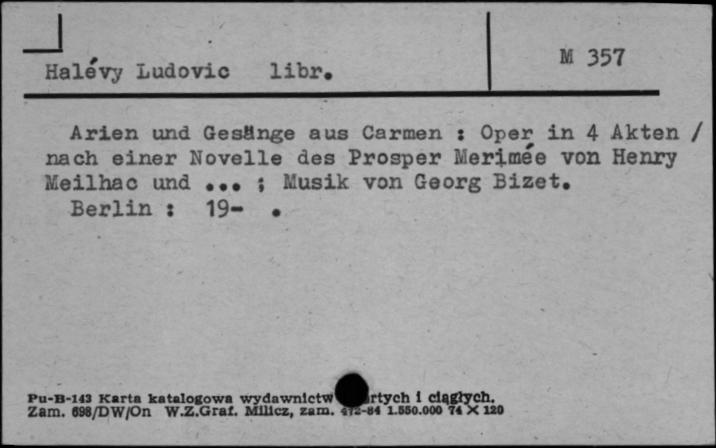 Halévy Ludovic libr.
M 357
Arien und Gesänge aus Carmen : Oper in 4 Akten /
nach einer Novelle des Prosper Merimée von Henry
Meilhac und ... ; Musik von Georg Bizet.
Berlin : 19- .
Pu-B-143 Karta katalogowa wydawnictw i ciągłych.
Zam. 698/DW/On W.Z.Graf. Milicz, zam. 472-84 1.550.000 74 X 120